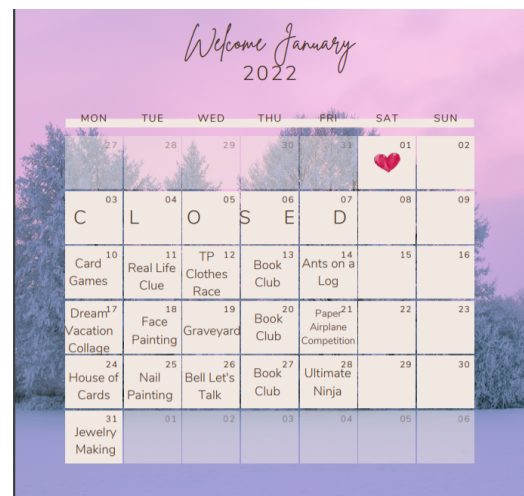 Welcome January
2022
MON TUE WED THU FRI SAT SUN
27 28 29 30 31 01 02
03 04 05 06 07 08 09
C L O S E D
10 11 12 13 14 15 16
Card Games
Real Life Clue
TP Clothes Race
Book Club
Ants on a Log
17 18 19 20 21 22 23
Dream Vacation Collage
Face Painting
Graveyard
Book Club
Paper Airplane Competition
24 25 26 27 28 29 30
House of Cards
Nail Painting
Bell Let's Talk
Book Club
Ultimate Ninja
31 01 02 03 04 05 06
Jewelry Making